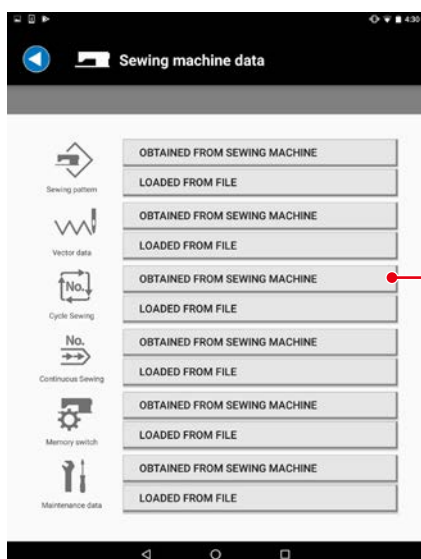 4:30
Sewing machine data
OBTAINED FROM SEWING MACHINE
LOADED FROM FILE
Sewing pattern
OBTAINED FROM SEWING MACHINE
LOADED FROM FILE
Vector data
OBTAINED FROM SEWING MACHINE
No.
LOADED FROM FILE
Cycle Sewing
No.
OBTAINED FROM SEWING MACHINE
LOADED FROM FILE
Continuous Sewing
OBTAINED FROM SEWING MACHINE
LOADED FROM FILE
Memory switch
OBTAINED FROM SEWING MACHINE
LOADED FROM FILE
Maintenance data